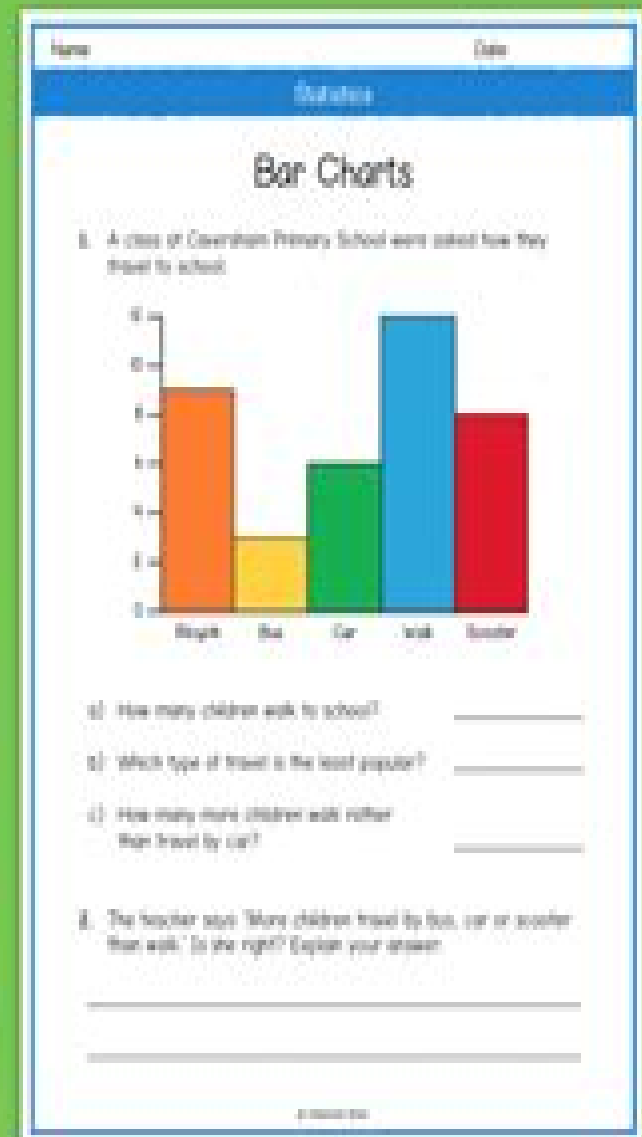 Name Date
Statistics
Bar Charts
1. A class at Caversham Primary School were asked how they
travel to school.
12
10
8
6
4
2
0
Bicycle Bus Car Walk Scooter
a) How many children walk to school?
b) Which type of travel is the least popular?
c) How many more children walk rather
than travel by car?
2. The teacher says 'More children travel by bus, car or scooter
than walk.' Is she right? Explain your answer.